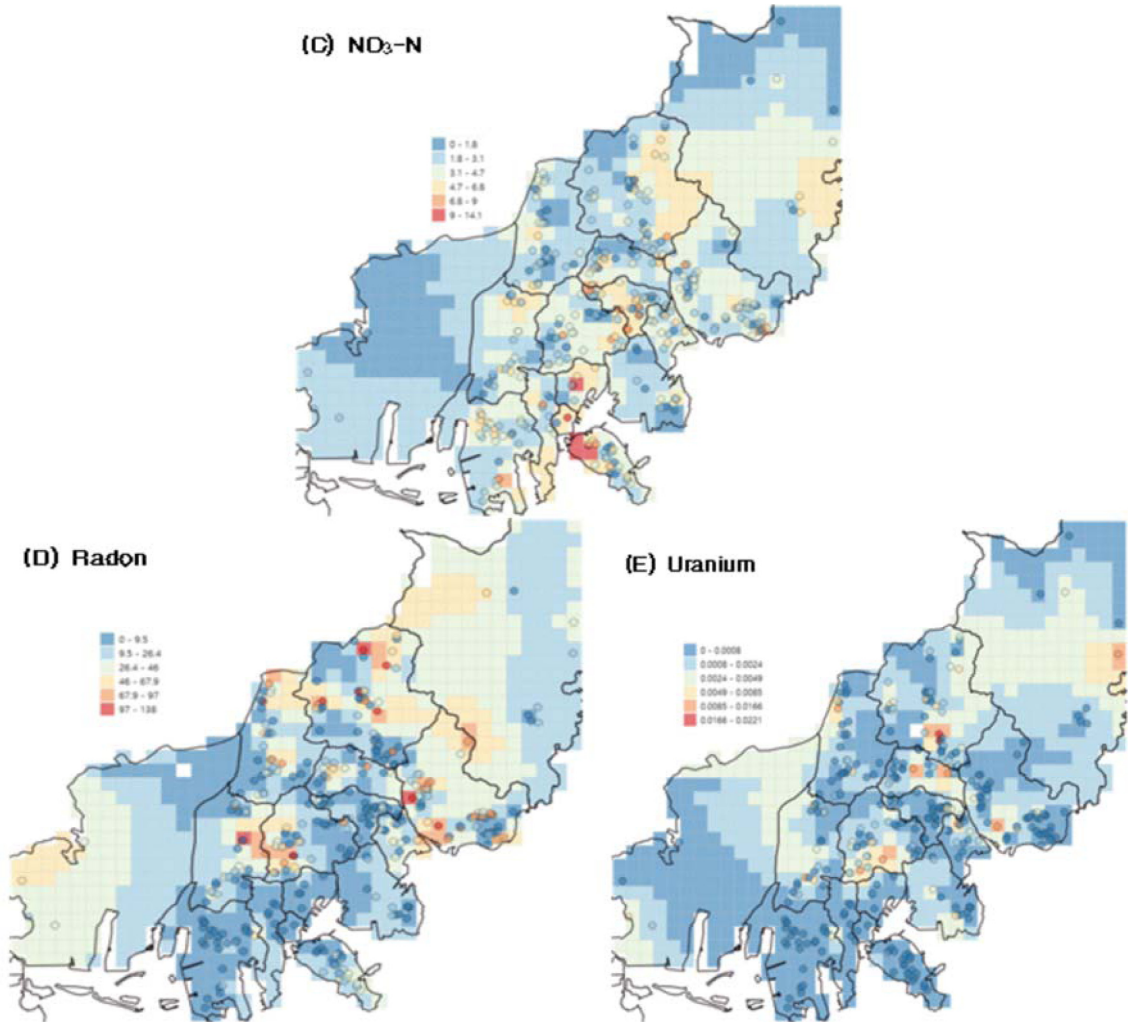 (C) NO₃-N
0 - 1.8
1.8 - 3.1
3.1 - 4.7
4.7 - 6.8
6.8 - 9
9 - 14.1
(D) Radon
0 - 9.5
9.5 - 26.4
26.4 - 46
46 - 67.9
67.9 - 97
97 - 138
(E) Uranium
0 - 0.0008
0.0008 - 0.0024
0.0024 - 0.0049
0.0049 - 0.0085
0.0085 - 0.0166
0.0166 - 0.0221